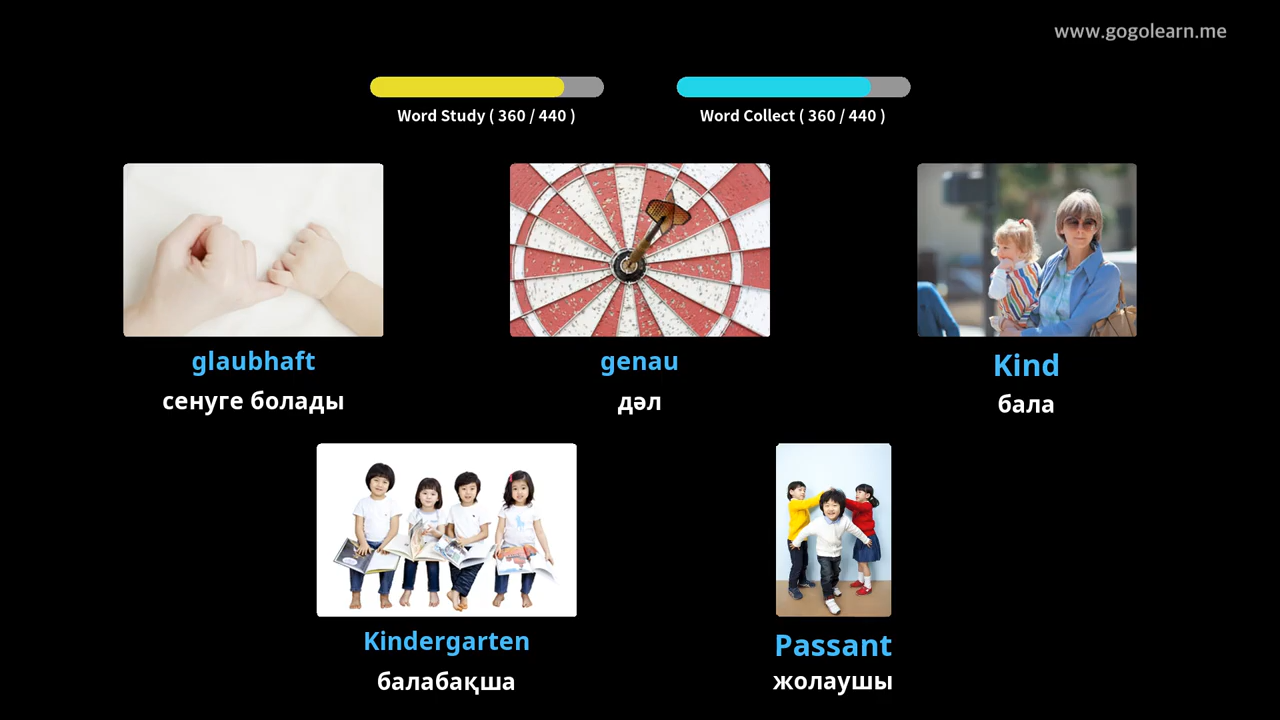 www.gogolearn.me
Word Study ( 360 / 440 )
Word Collect ( 360 / 440 )
glaubhaft
сенуге болады
genau
дәл
Kind
бала
Kindergarten
балабақша
Passant
жолаушы